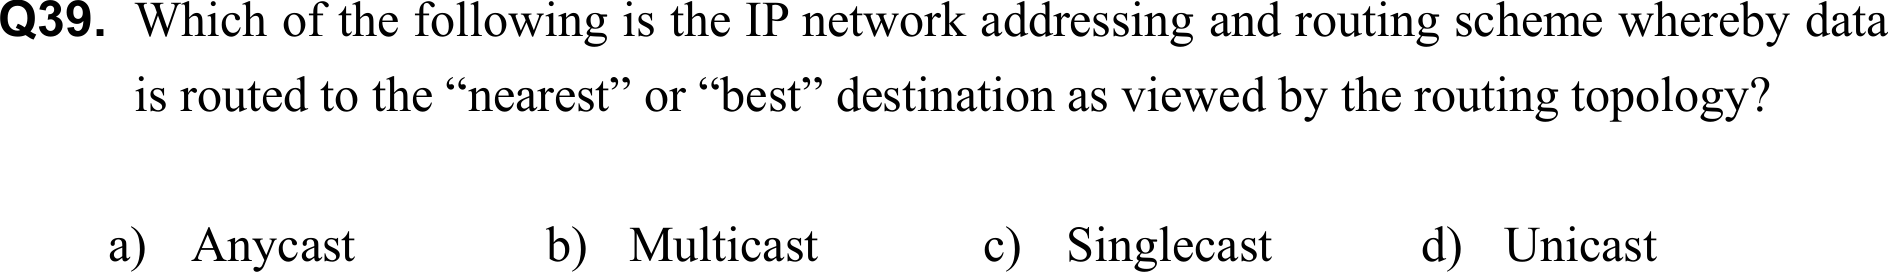 Q39. Which of the following is the IP network addressing and routing scheme whereby data
is routed to the “nearest” or “best” destination as viewed by the routing topology?
a) Anycast b) Multicast c) Singlecast d) Unicast